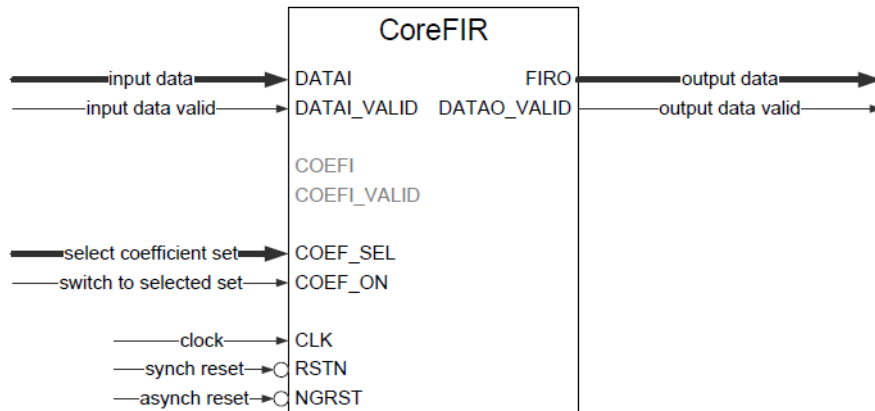 CoreFIR
input data DATAI FIRO output data
input data valid DATAI_VALID DATAO_VALID output data valid
COEFI
COEFI_VALID
select coefficient set COEF_SEL
switch to selected set COEF_ON
clock CLK
synch reset RSTN
asynch reset NGRST